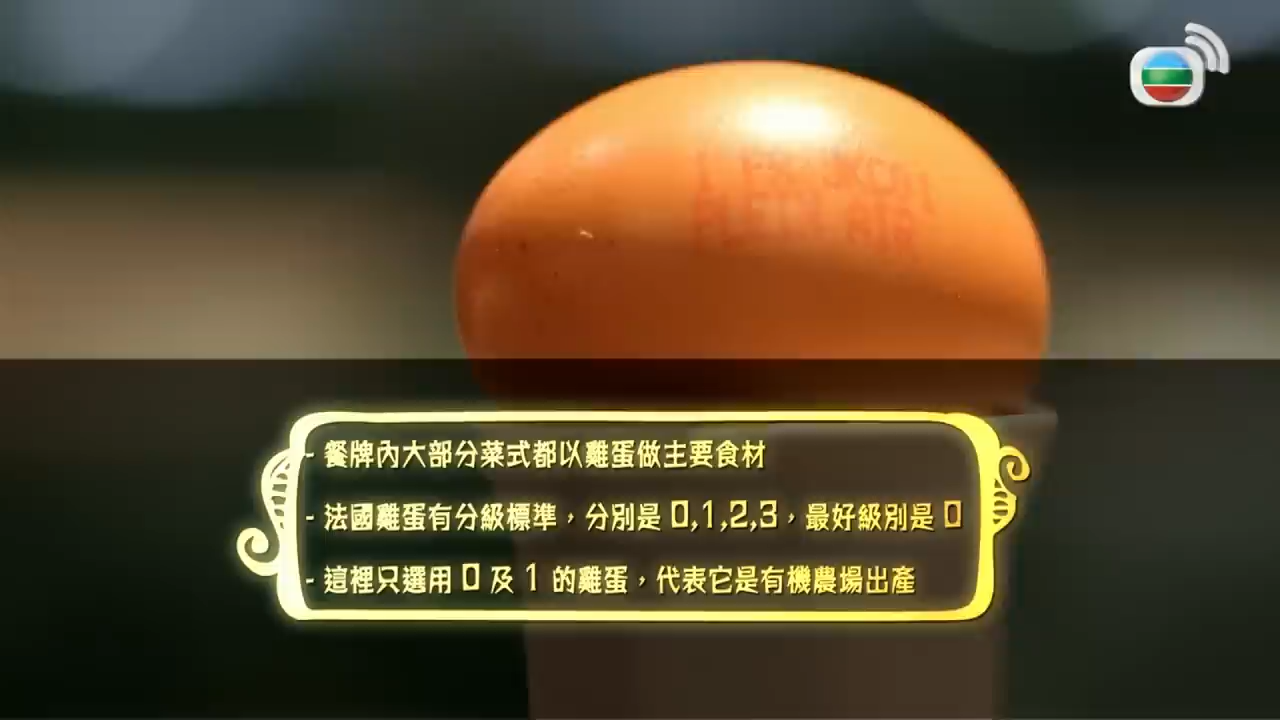 - 餐牌內大部分菜式都以雞蛋做主要食材
- 法國雞蛋有分級標準，分別是 0,1,2,3，最好級別是 0
- 這裡只選用 0 及 1 的雞蛋，代表它是有機農場出產